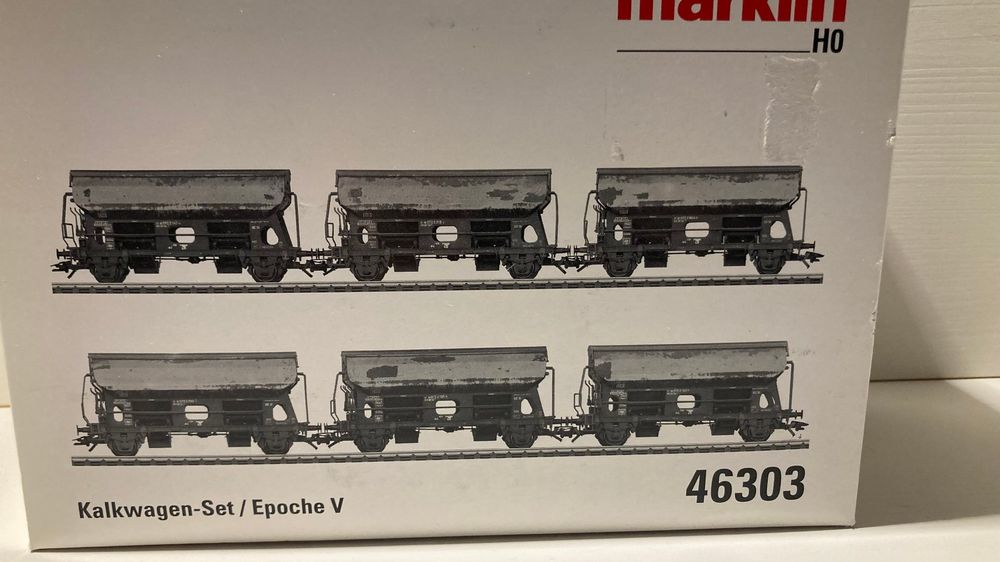 märklin
H0
46303
Kalkwagen-Set / Epoche V